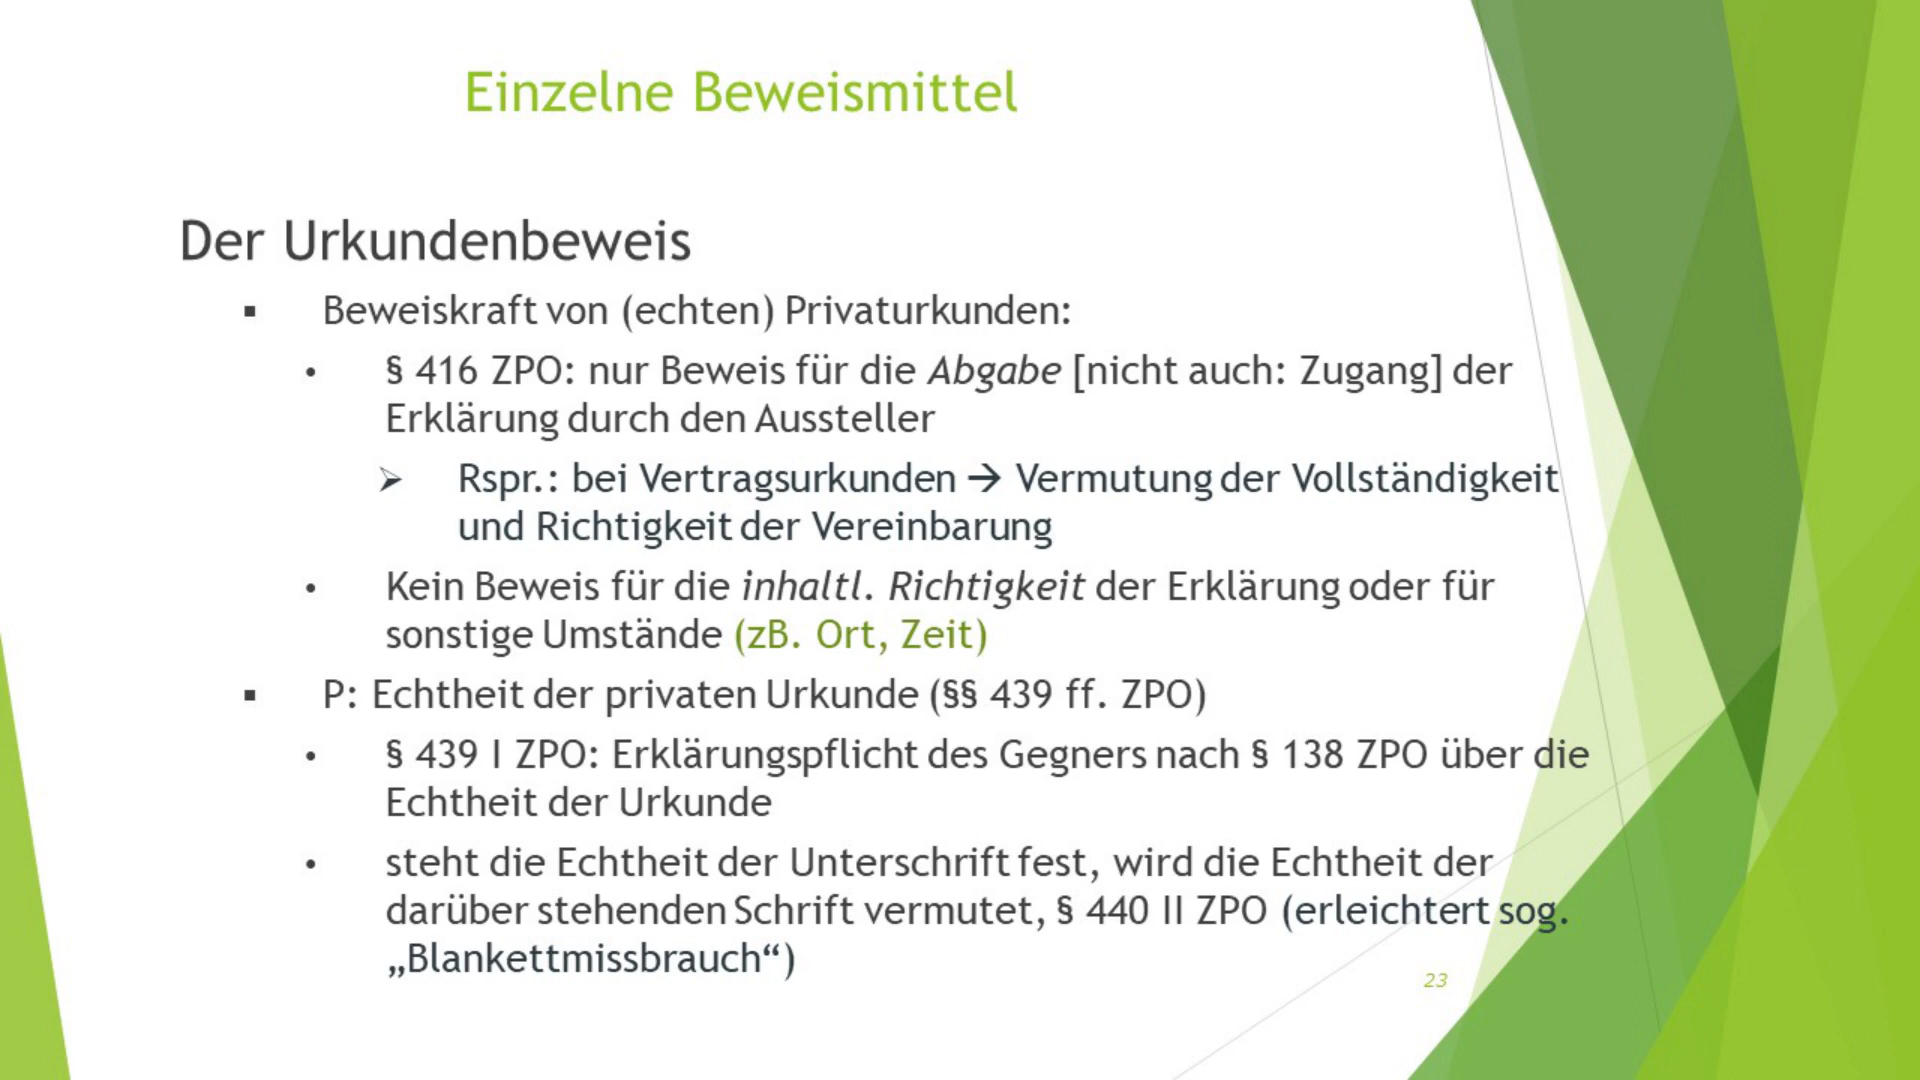 Einzelne Beweismittel
Der Urkundenbeweis
▪ Beweiskraft von (echten) Privaturkunden:
• § 416 ZPO: nur Beweis für die Abgabe [nicht auch: Zugang] der
Erklärung durch den Aussteller
➢ Rspr.: bei Vertragsurkunden → Vermutung der Vollständigkeit
und Richtigkeit der Vereinbarung
• Kein Beweis für die inhaltl. Richtigkeit der Erklärung oder für
sonstige Umstände (zB. Ort, Zeit)
▪ P: Echtheit der privaten Urkunde (§§ 439 ff. ZPO)
• § 439 I ZPO: Erklärungspflicht des Gegners nach § 138 ZPO über die
Echtheit der Urkunde
• steht die Echtheit der Unterschrift fest, wird die Echtheit der
darüber stehenden Schrift vermutet, § 440 II ZPO (erleichtert sog.
„Blankettmissbrauch“)
23